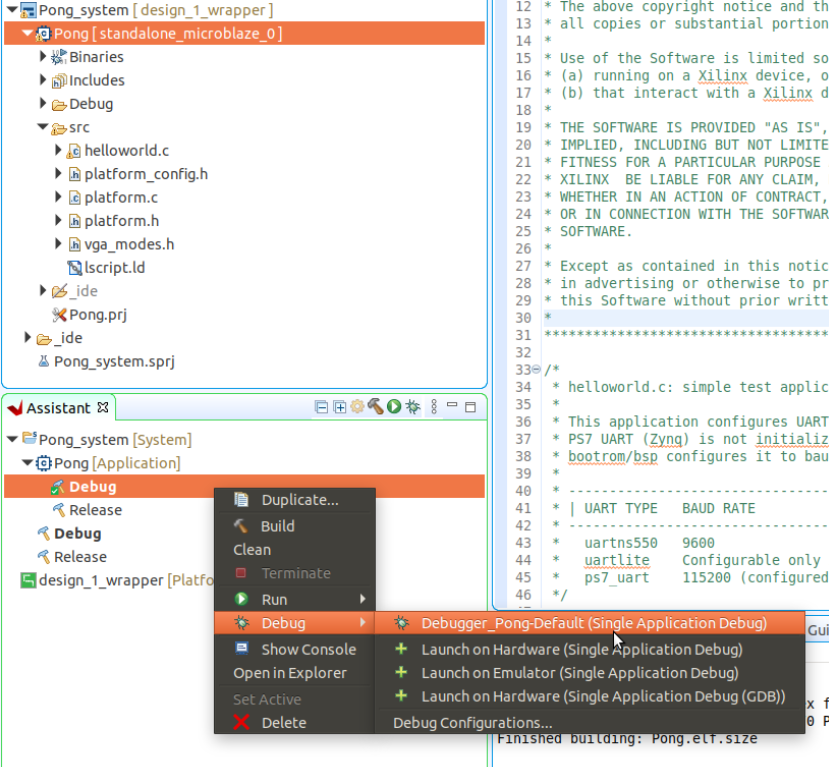 Pong_system [ design_1_wrapper ]
Pong [ standalone_microblaze_0 ]
Binaries
Includes
Debug
src
helloworld.c
platform_config.h
platform.c
platform.h
vga_modes.h
lscript.ld
_ide
Pong.prj
_ide
Pong_system.sprj
12 * The above copyright notice and th
13 * all copies or substantial portion
14 *
15 * Use of the Software is limited so
16 * (a) running on a Xilinx device, o
17 * (b) that interact with a Xilinx d
18 *
19 * THE SOFTWARE IS PROVIDED "AS IS",
20 * IMPLIED, INCLUDING BUT NOT LIMITE
21 * FITNESS FOR A PARTICULAR PURPOSE
22 * XILINX  BE LIABLE FOR ANY CLAIM,
23 * WHETHER IN AN ACTION OF CONTRACT,
24 * OR IN CONNECTION WITH THE SOFTWAR
25 * SOFTWARE.
26 *
27 * Except as contained in this notic
28 * in advertising or otherwise to pr
29 * this Software without prior writt
30 *
31 ***********************************
32
33 /*
34  * helloworld.c: simple test applic
35  *
36  * This application configures UART
37  * PS7 UART (Zynq) is not initializ
38  * bootrom/bsp configures it to bau
39  *
40  * --------------------------------
41  * | UART TYPE   BAUD RATE
42  * --------------------------------
43  *   uartns550   9600
44  *   uartlite    Configurable only
45  *   ps7_uart    115200 (configured
46  */
Assistant
Pong_system [System]
Pong [Application]
Debug
Release
Debug
Release
design_1_wrapper [Platfo
Duplicate...
Build
Clean
Terminate
Run
Debug
Show Console
Open in Explorer
Set Active
Delete
Debugger_Pong-Default (Single Application Debug)
Launch on Hardware (Single Application Debug)
Launch on Emulator (Single Application Debug)
Launch on Hardware (Single Application Debug (GDB))
Debug Configurations...
Gui
x f
0 P
Finished building: Pong.elf.size